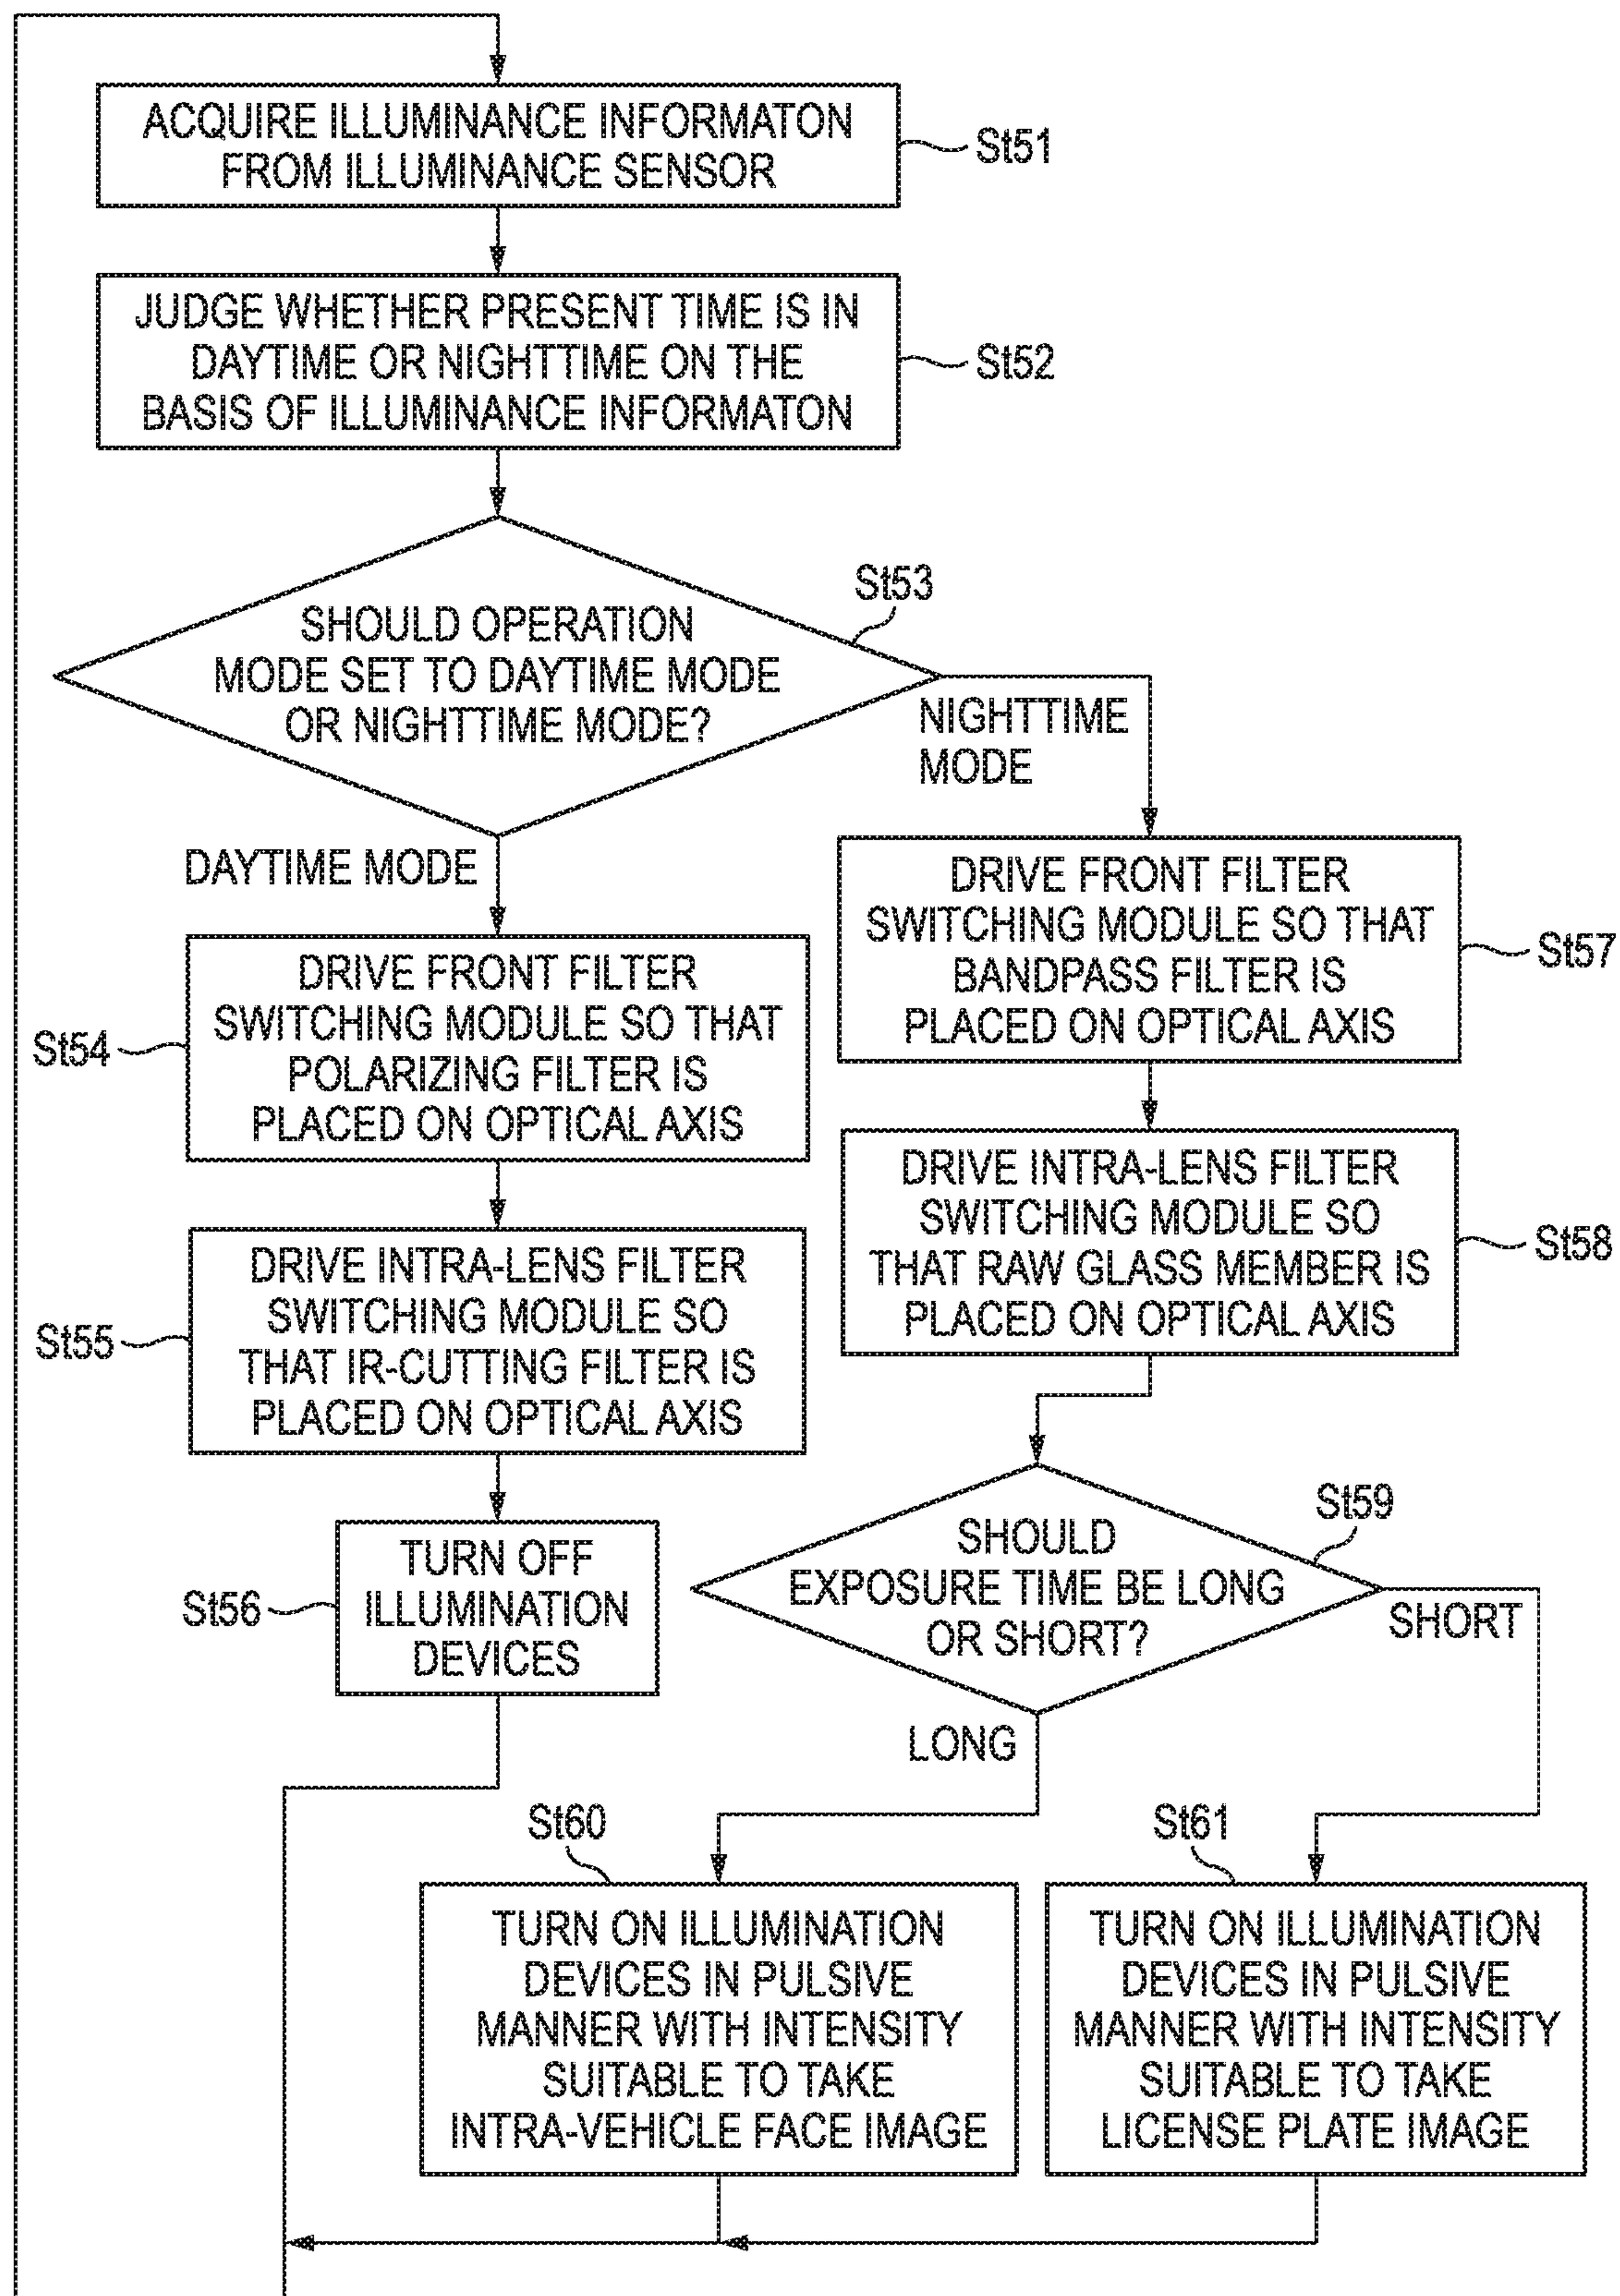 ACQUIRE ILLUMINANCE INFORMATON
FROM ILLUMINANCE SENSOR
St51
JUDGE WHETHER PRESENT TIME IS IN
DAYTIME OR NIGHTTIME ON THE
BASIS OF ILLUMINANCE INFORMATON
St52
St53
SHOULD OPERATION
MODE SET TO DAYTIME MODE
OR NIGHTTIME MODE?
NIGHTTIME
MODE
DAYTIME MODE
DRIVE FRONT FILTER
SWITCHING MODULE SO THAT
POLARIZING FILTER IS
PLACED ON OPTICAL AXIS
St54
DRIVE INTRA-LENS FILTER
SWITCHING MODULE SO
THAT IR-CUTTING FILTER IS
PLACED ON OPTICAL AXIS
St55
TURN OFF
ILLUMINATION
DEVICES
St56
DRIVE FRONT FILTER
SWITCHING MODULE SO THAT
BANDPASS FILTER IS
PLACED ON OPTICAL AXIS
St57
DRIVE INTRA-LENS FILTER
SWITCHING MODULE SO
THAT RAW GLASS MEMBER IS
PLACED ON OPTICAL AXIS
St58
St59
SHOULD
EXPOSURE TIME BE LONG
OR SHORT?
SHORT
LONG
St60
TURN ON ILLUMINATION
DEVICES IN PULSIVE
MANNER WITH INTENSITY
SUITABLE TO TAKE
INTRA-VEHICLE FACE IMAGE
St61
TURN ON ILLUMINATION
DEVICES IN PULSIVE
MANNER WITH INTENSITY
SUITABLE TO TAKE
LICENSE PLATE IMAGE